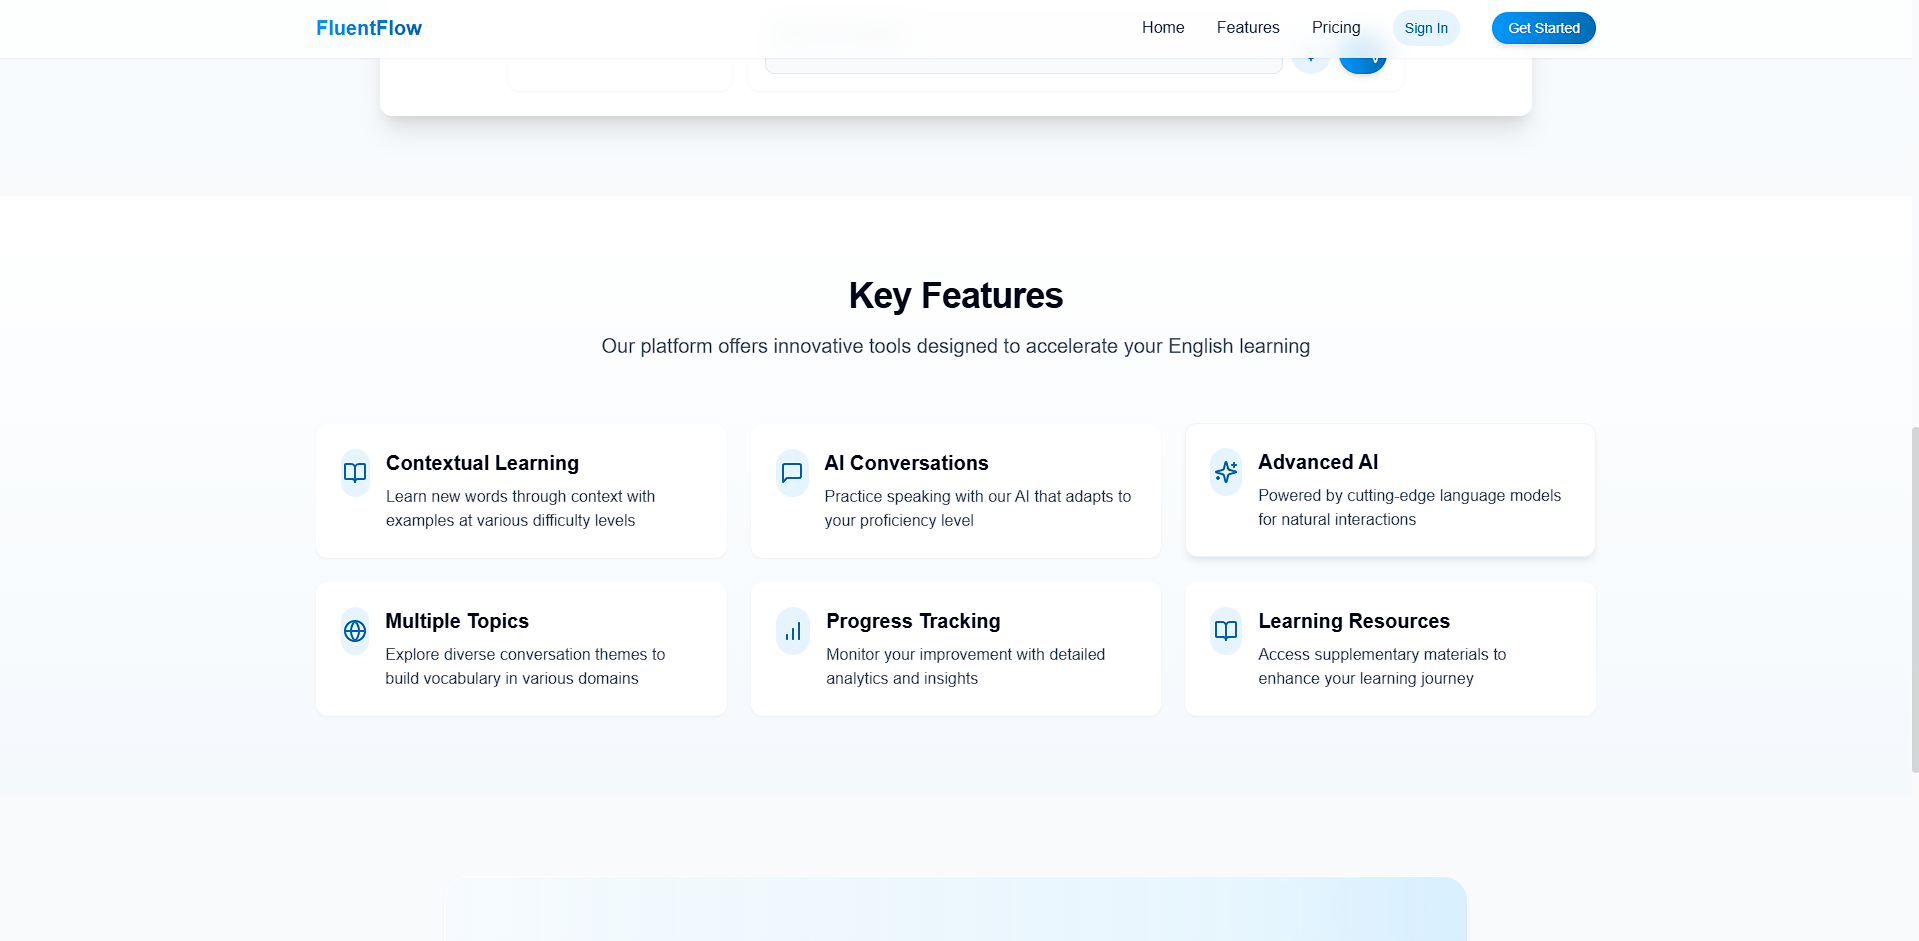 FluentFlow
Home
Features
Pricing
Sign In
Get Started
Key Features
Our platform offers innovative tools designed to accelerate your English learning
Contextual Learning
Learn new words through context with
examples at various difficulty levels
AI Conversations
Practice speaking with our AI that adapts to
your proficiency level
Advanced AI
Powered by cutting-edge language models
for natural interactions
Multiple Topics
Explore diverse conversation themes to
build vocabulary in various domains
Progress Tracking
Monitor your improvement with detailed
analytics and insights
Learning Resources
Access supplementary materials to
enhance your learning journey